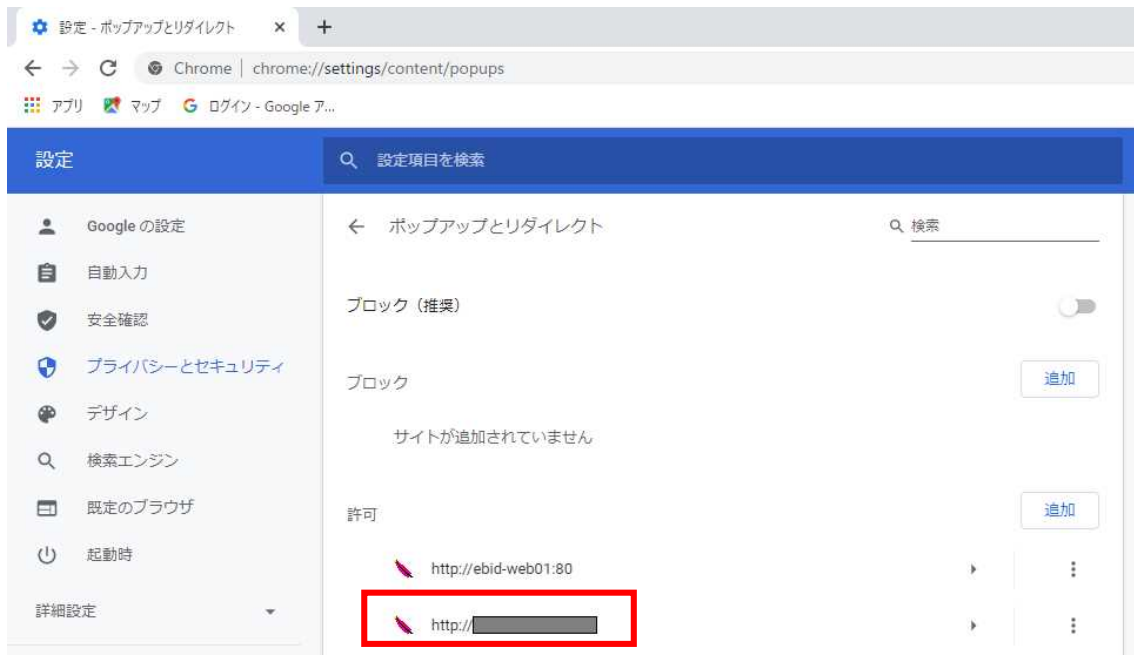 設定 - ポップアップとリダイレクト
Chrome | chrome://settings/content/popups
アプリ マップ ログイン - Google ア...
設定
設定項目を検索
Google の設定
自動入力
安全確認
プライバシーとセキュリティ
デザイン
検索エンジン
既定のブラウザ
起動時
詳細設定
ポップアップとリダイレクト
検索
ブロック（推奨）
ブロック
追加
サイトが追加されていません
許可
追加
http://ebid-web01:80
http://